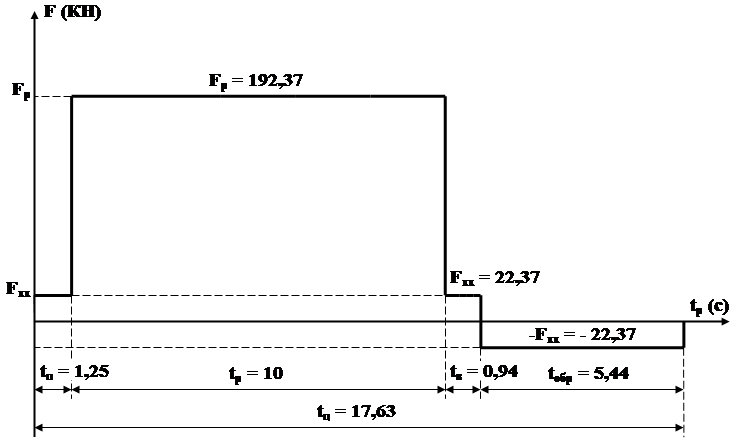 F (КН)
Fр = 192,37
Fр
Fхх = 22,37
Fхх
tр (с)
-Fхх = - 22,37
tп = 1,25
tр = 10
tк = 0,94
tобр = 5,44
tц = 17,63